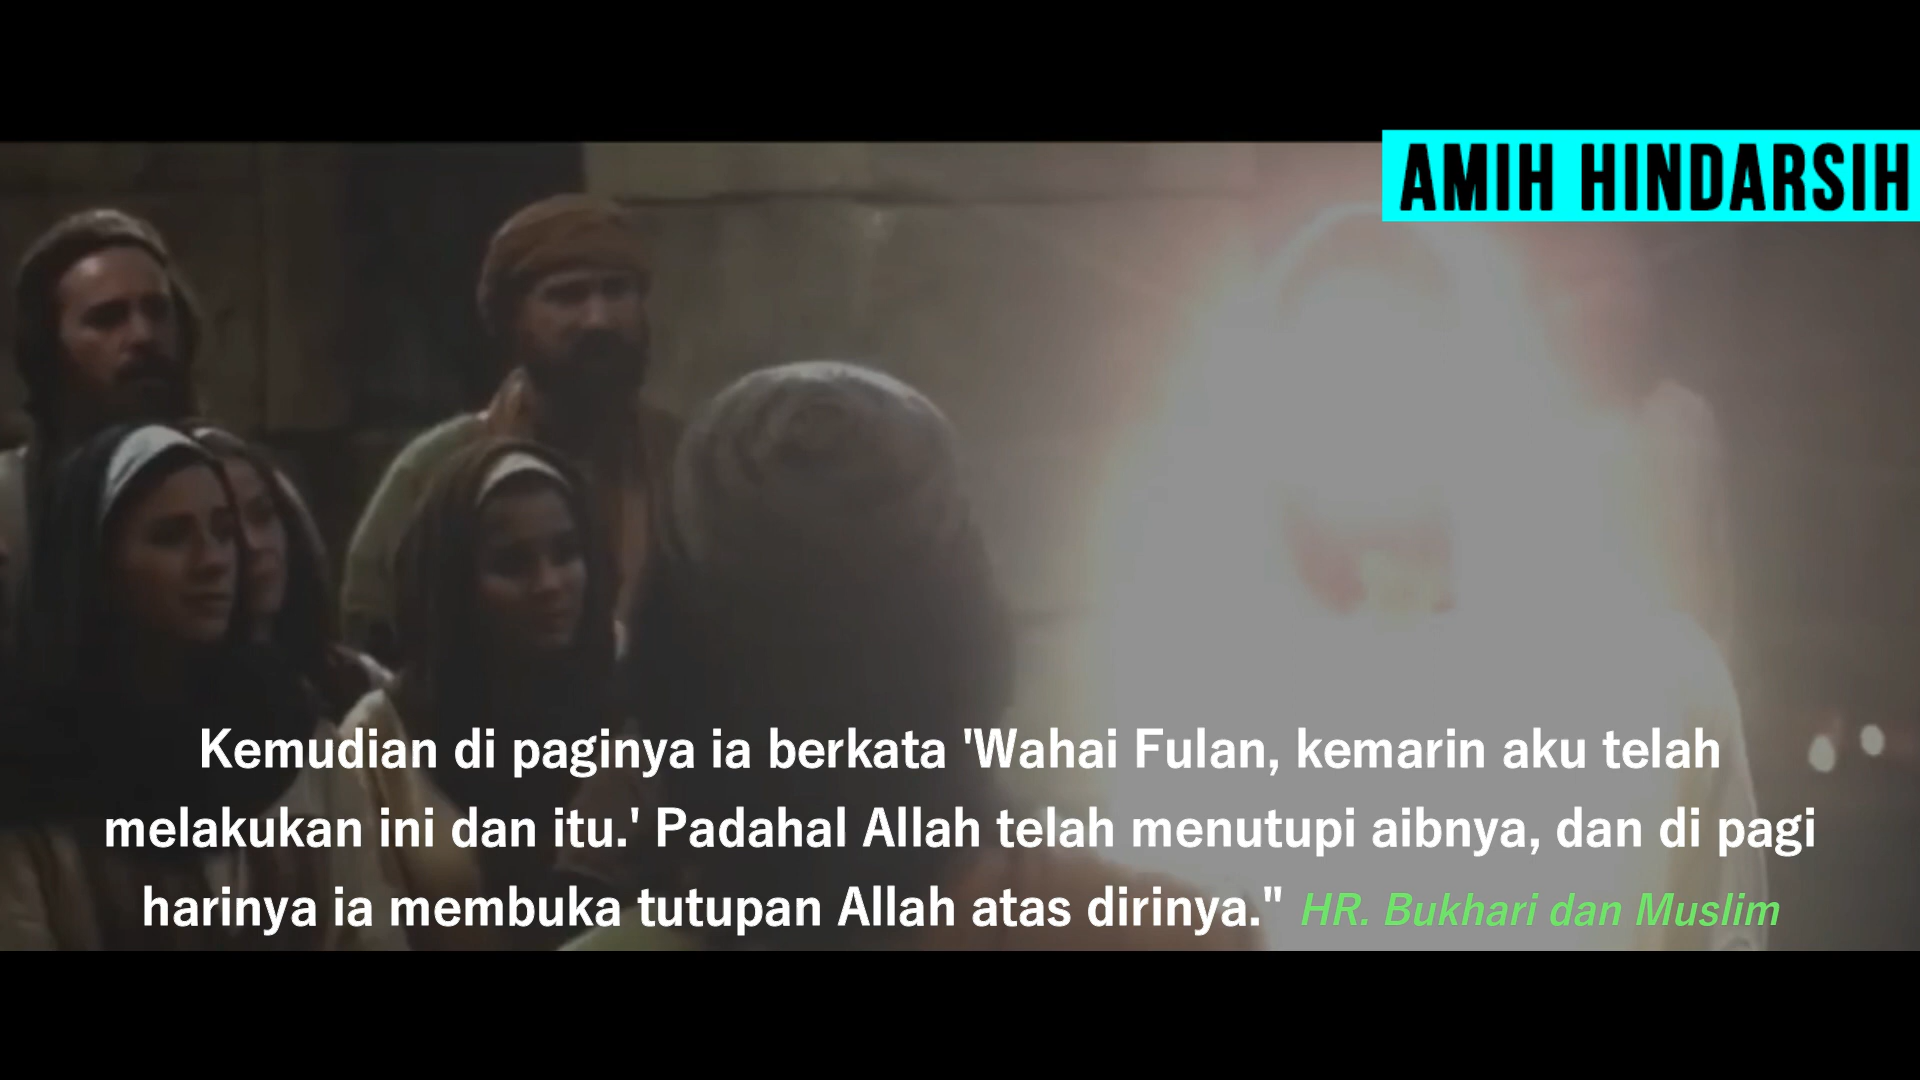 AMIH HINDARSIH
Kemudian di paginya ia berkata 'Wahai Fulan, kemarin aku telah
melakukan ini dan itu.' Padahal Allah telah menutupi aibnya, dan di pagi
harinya ia membuka tutupan Allah atas dirinya." HR. Bukhari dan Muslim